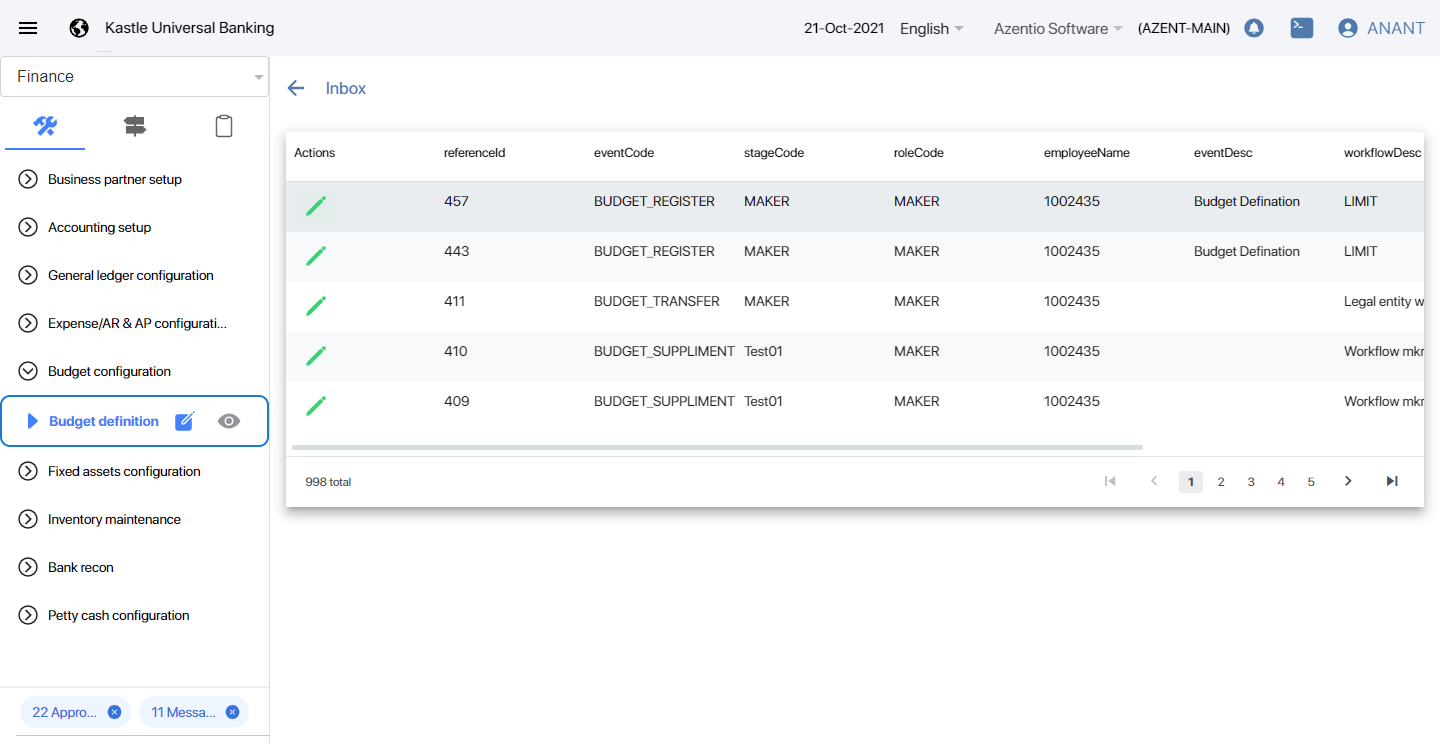 Kastle Universal Banking
21-Oct-2021 English Azentio Software (AZENT-MAIN) ANANT
Finance
Business partner setup
Accounting setup
General ledger configuration
Expense/AR & AP configurati...
Budget configuration
Budget definition
Fixed assets configuration
Inventory maintenance
Bank recon
Petty cash configuration
22 Appro...
11 Messa...
Inbox
Actions referenceId eventCode stageCode roleCode employeeName eventDesc workflowDesc
457 BUDGET_REGISTER MAKER MAKER 1002435 Budget Defination LIMIT
443 BUDGET_REGISTER MAKER MAKER 1002435 Budget Defination LIMIT
411 BUDGET_TRANSFER MAKER MAKER 1002435 Legal entity w
410 BUDGET_SUPPLIMENT Test01 MAKER 1002435 Workflow mkr
409 BUDGET_SUPPLIMENT Test01 MAKER 1002435 Workflow mkr
998 total
1 2 3 4 5